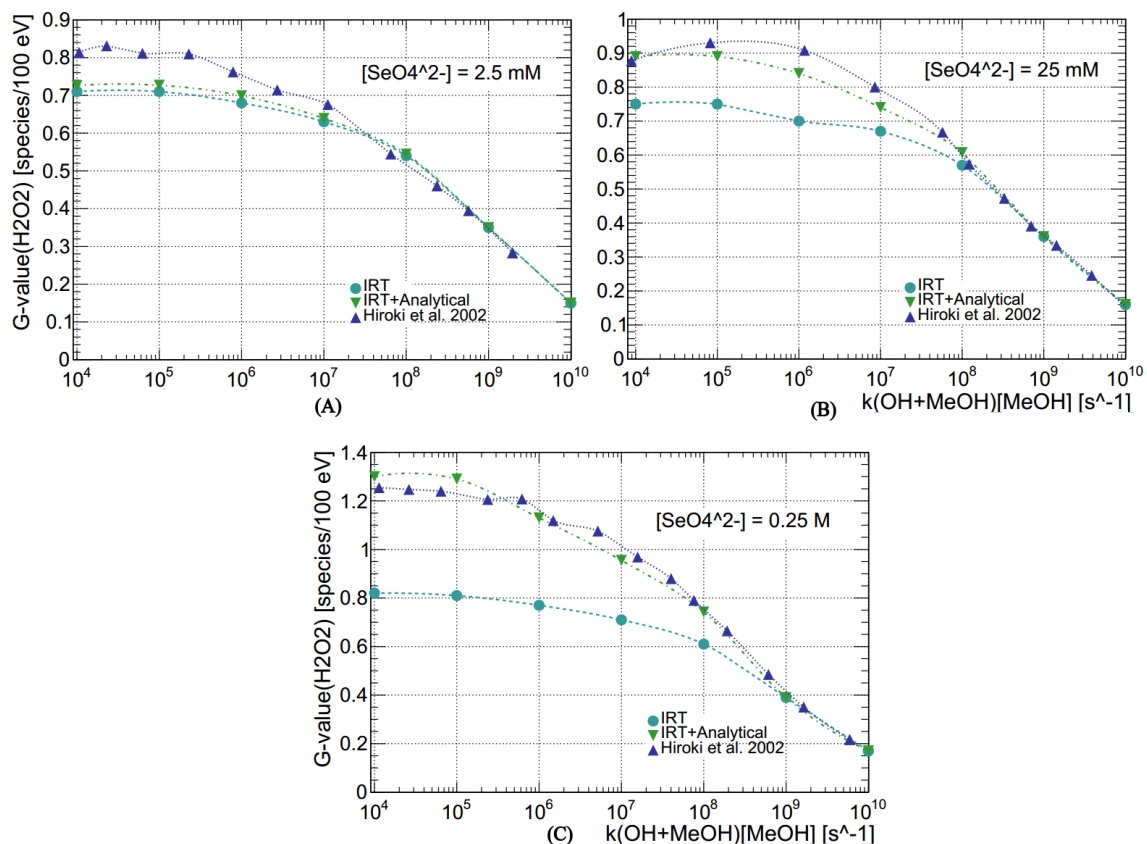 G-value(H2O2) [species/100 eV]
0.9
0.8
0.7
0.6
0.5
0.4
0.3
0.2
0.1
0
[SeO4^2-] = 2.5 mM
IRT
IRT+Analytical
Hiroki et al. 2002
10^4 10^5 10^6 10^7 10^8 10^9 10^10
(A)
1
0.9
0.8
0.7
0.6
0.5
0.4
0.3
0.2
0.1
0
[SeO4^2-] = 25 mM
IRT
IRT+Analytical
Hiroki et al. 2002
10^4 10^5 10^6 10^7 10^8 10^9 10^10
(B) k(OH+MeOH)[MeOH] [s^-1]
G-value(H2O2) [species/100 eV]
1.4
1.2
1
0.8
0.6
0.4
0.2
0
[SeO4^2-] = 0.25 M
IRT
IRT+Analytical
Hiroki et al. 2002
10^4 10^5 10^6 10^7 10^8 10^9 10^10
(C) k(OH+MeOH)[MeOH] [s^-1]